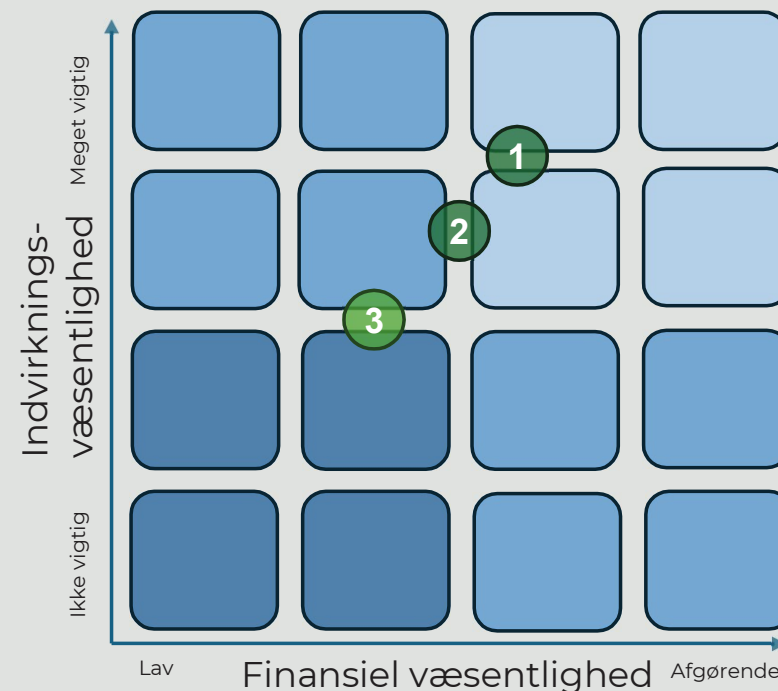 Meget vigtig
Indvirknings-
væsentlighed
Ikke vigtig
1
2
3
Lav
Finansiel væsentlighed
Afgørende